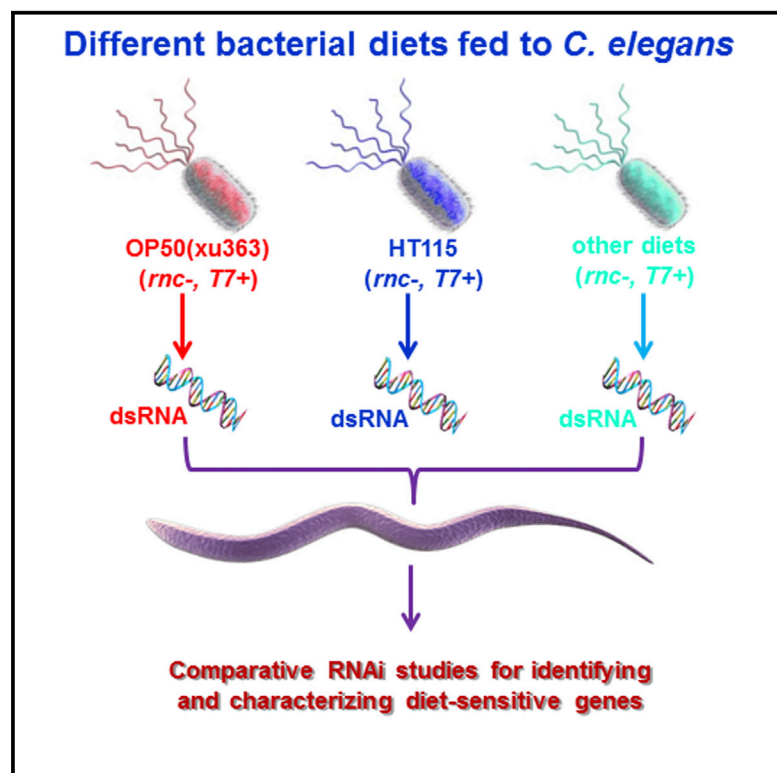 Different bacterial diets fed to C. elegans
OP50(xu363)
(rnc-, T7+)
HT115
(rnc-, T7+)
other diets
(rnc-, T7+)
dsRNA
dsRNA
dsRNA
Comparative RNAi studies for identifying
and characterizing diet-sensitive genes